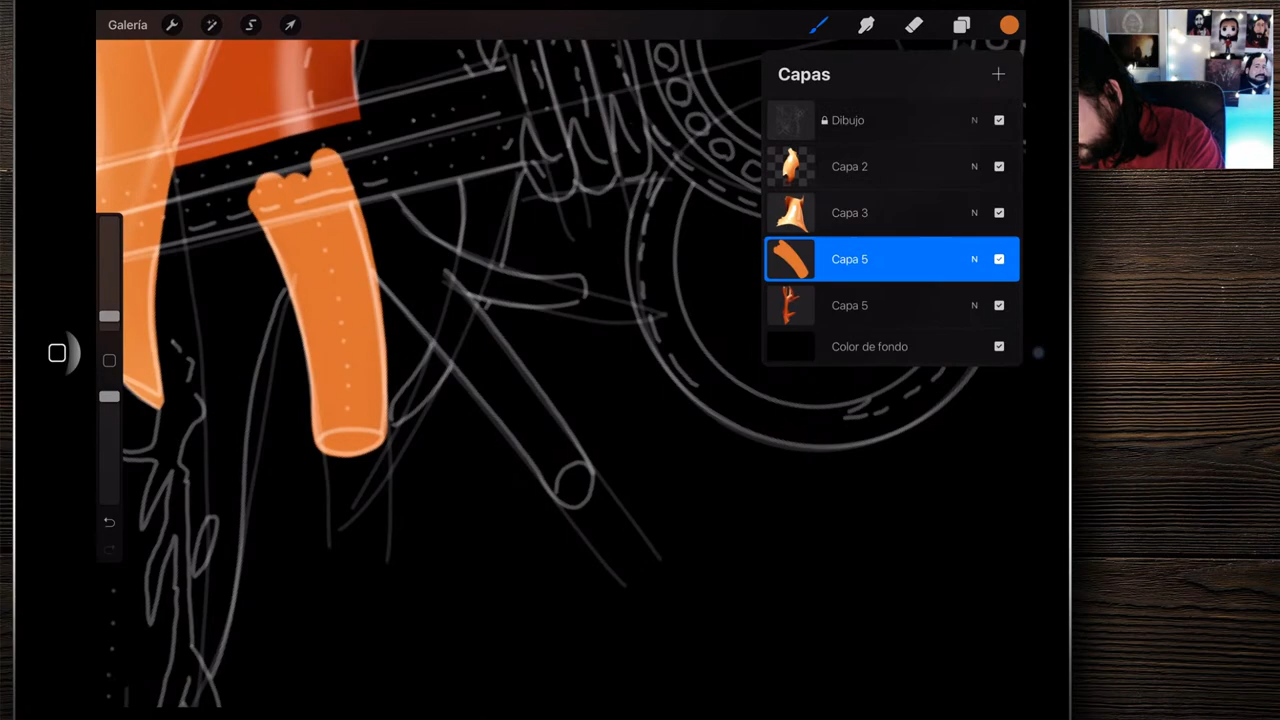 Galería
Capas
Dibujo N
Capa 2 N
Capa 3 N
Capa 5 N
Capa 5 N
Color de fondo